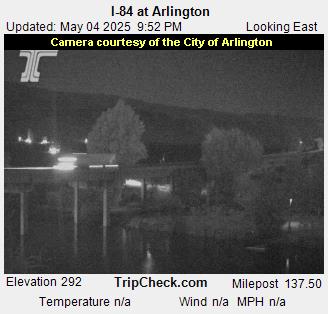 I-84 at Arlington
Updated: May 04 2025 9:52 PM Looking East
Camera courtesy of the City of Arlington
Elevation 292 TripCheck.com Milepost 137.50
Temperature n/a Wind n/a MPH n/a